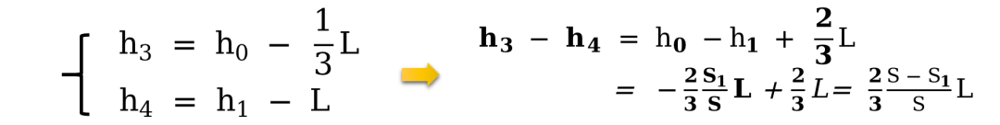 h₃ = h₀ − 1/3 L
h₄ = h₁ − L
h₃ − h₄ = h₀ − h₁ + 2/3 L
= − 2/3 S₁/S L + 2/3 L = 2/3 (S − S₁)/S L